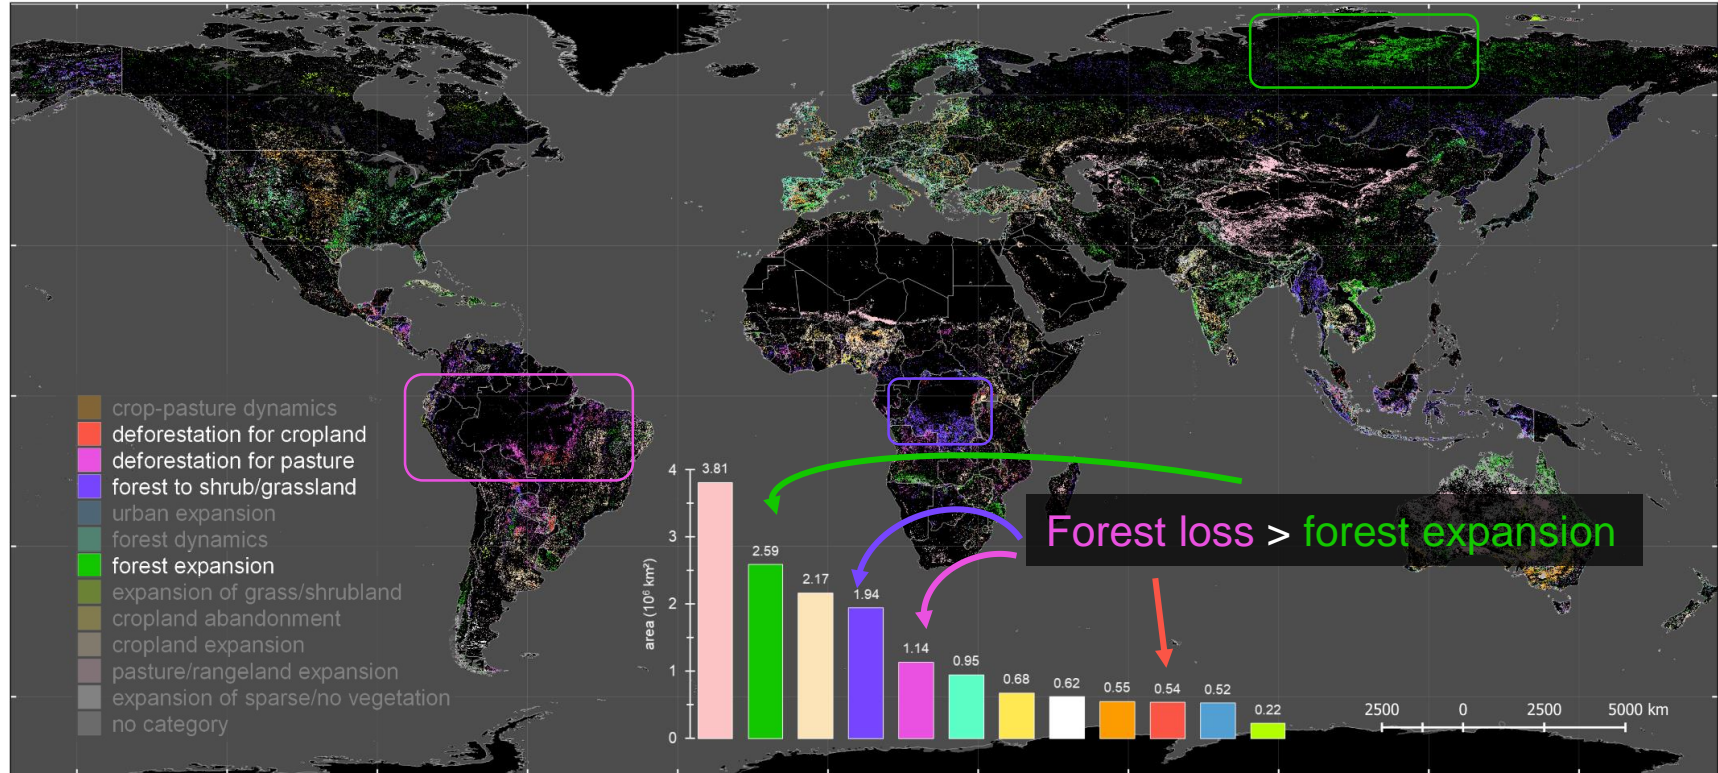 crop-pasture dynamics
deforestation for cropland
deforestation for pasture
forest to shrub/grassland
urban expansion
forest dynamics
forest expansion
expansion of grass/shrubland
cropland abandonment
cropland expansion
pasture/rangeland expansion
expansion of sparse/no vegetation
no category
area (10⁶ km²)
4
3
2
1
0
3.81
2.59
2.17
1.94
1.14
0.95
0.68
0.62
0.55
0.54
0.52
0.22
Forest loss > forest expansion
2500 0 2500 5000 km